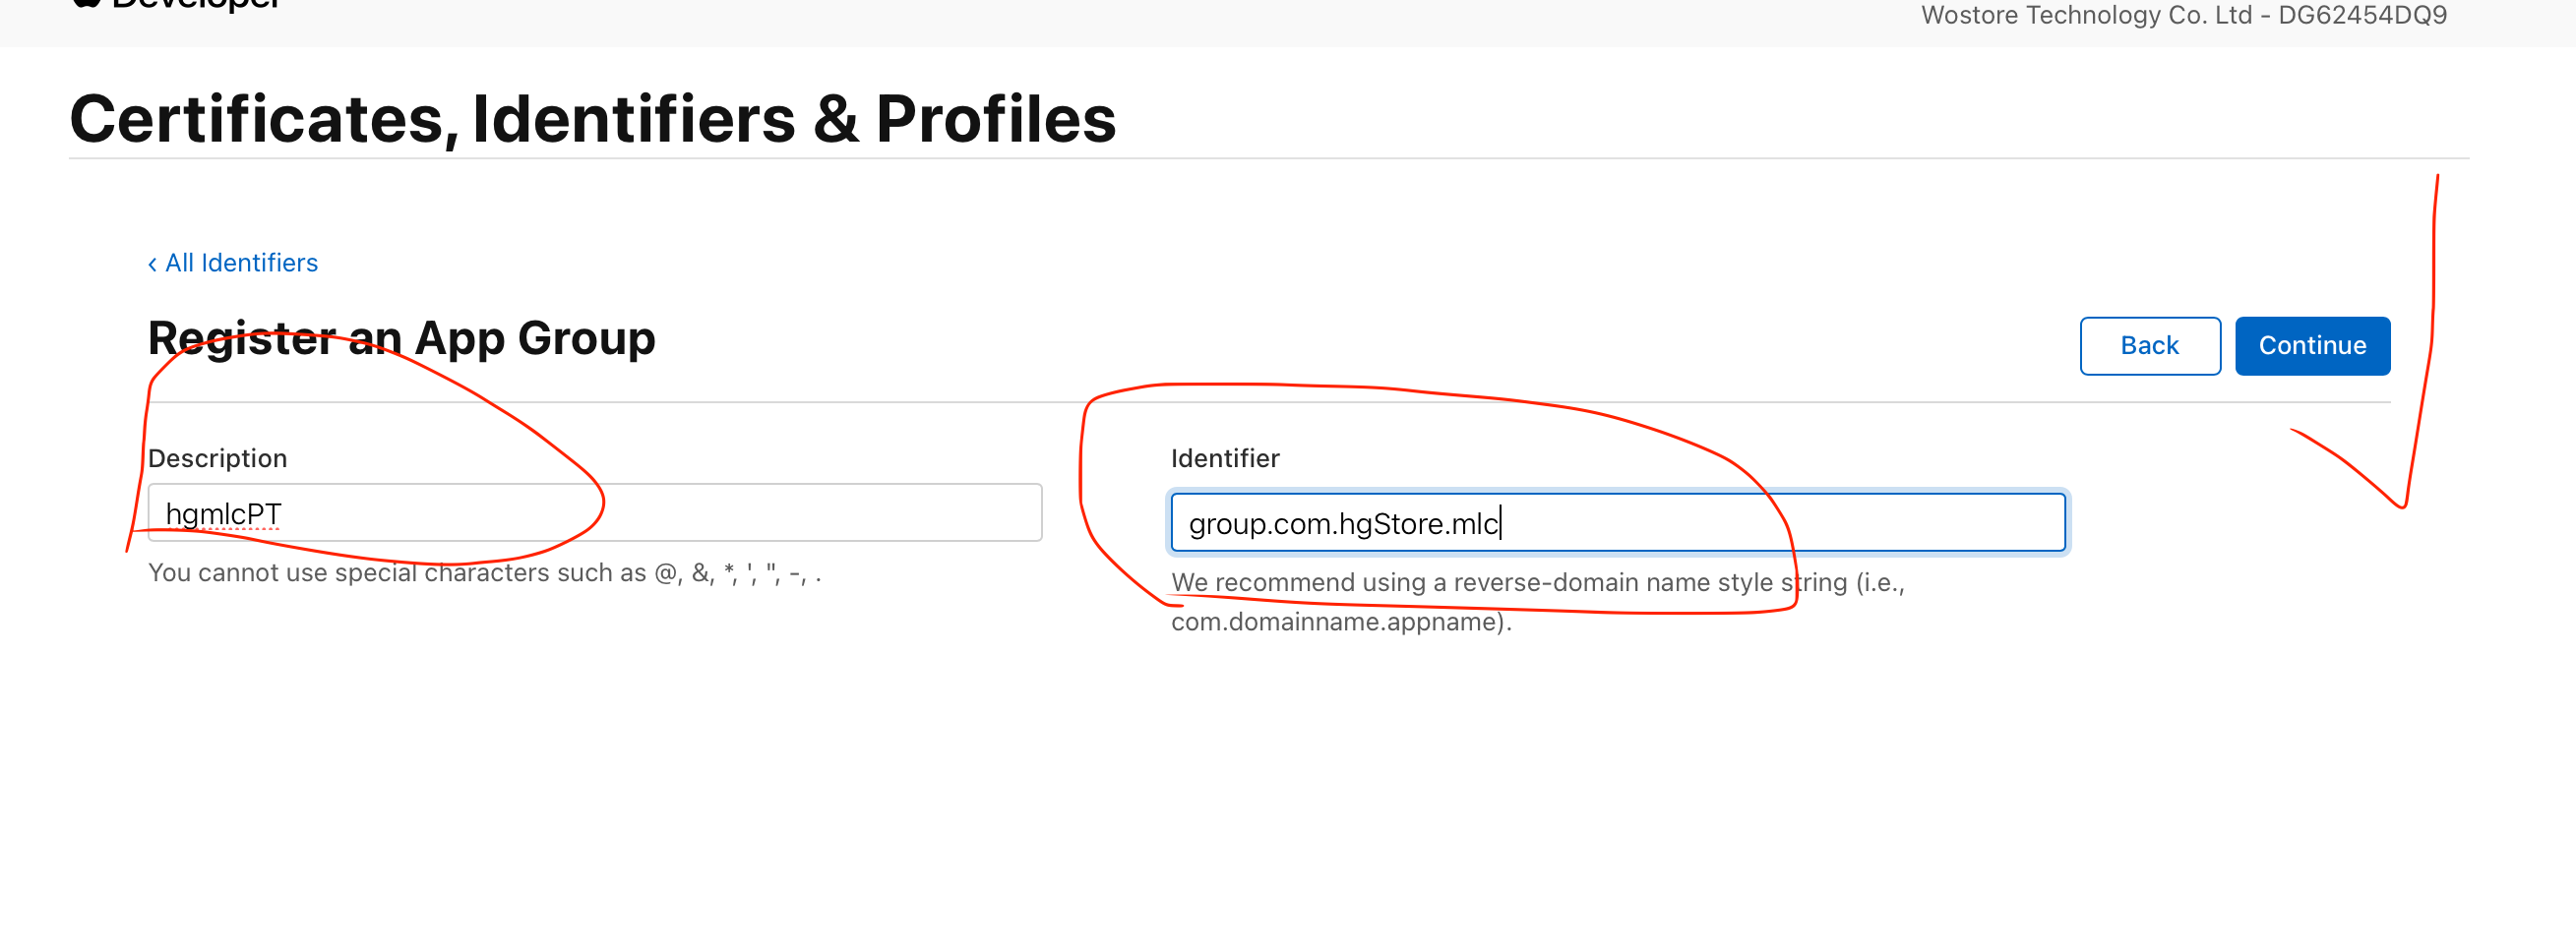 Developer
Wostore Technology Co. Ltd - DG62454DQ9
Certificates, Identifiers & Profiles
‹ All Identifiers
Register an App Group
Back
Continue
Description
Identifier
hgmlcPT
group.com.hgStore.mlc
You cannot use special characters such as @, &, *, ', ", -, .
We recommend using a reverse-domain name style string (i.e.,
com.domainname.appname).